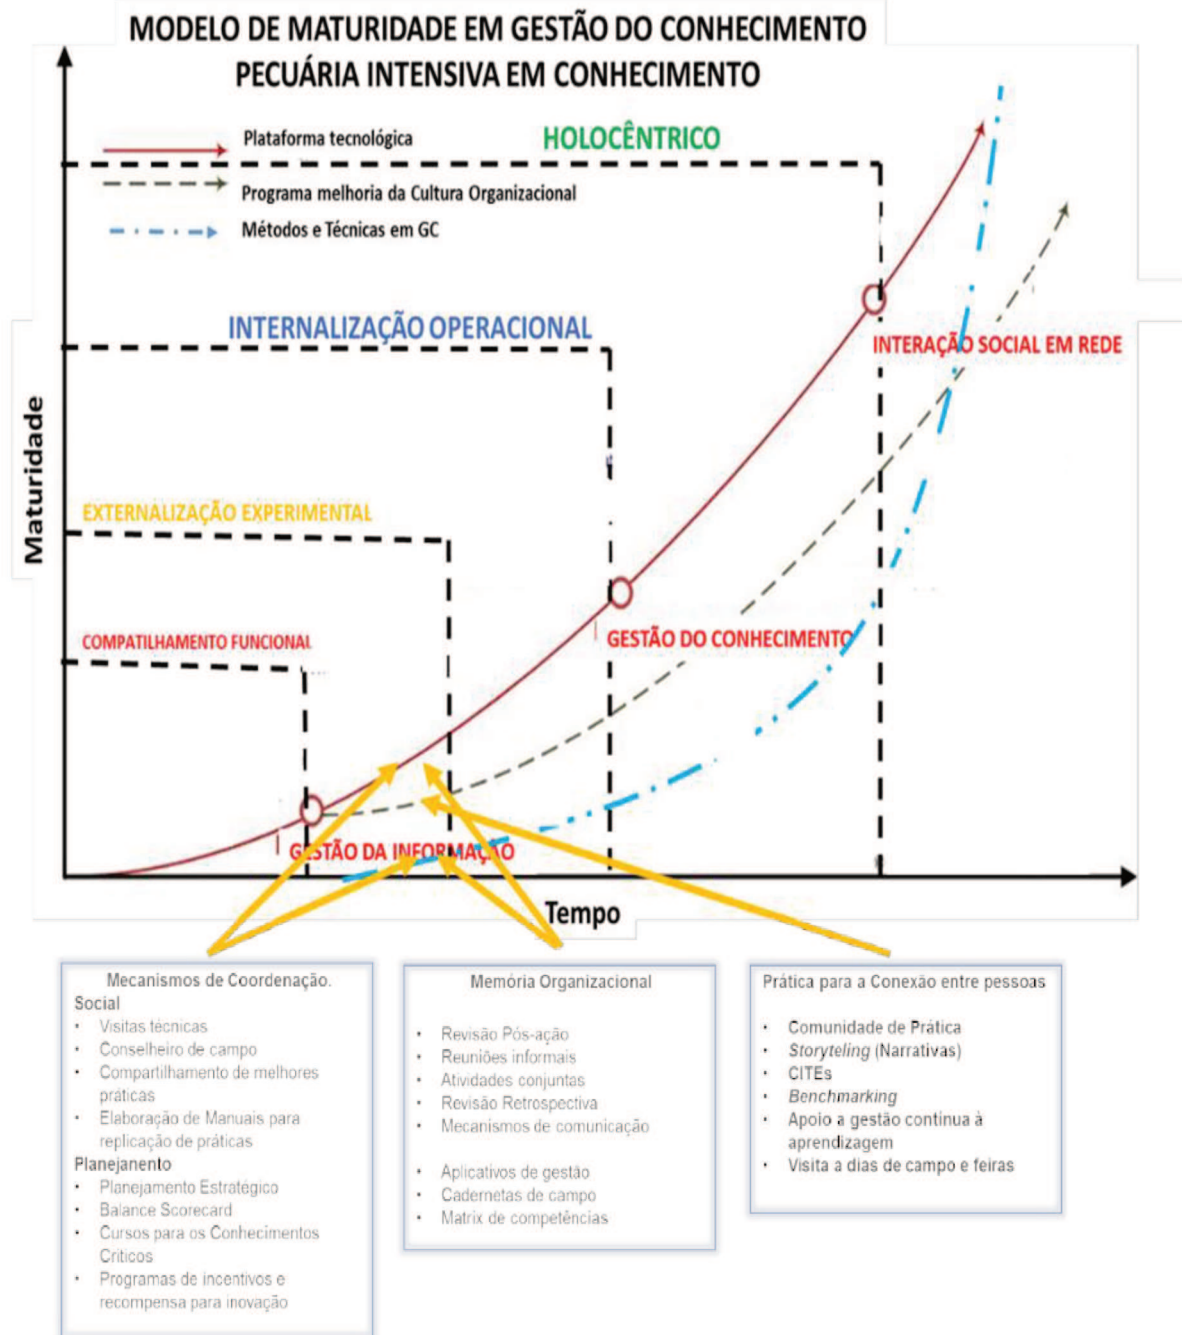 MODELO DE MATURIDADE EM GESTÃO DO CONHECIMENTO
PECUÁRIA INTENSIVA EM CONHECIMENTO
Plataforma tecnológica
HOLOCÊNTRICO
Programa melhoria da Cultura Organizacional
Métodos e Técnicas em GC
INTERNALIZAÇÃO OPERACIONAL
INTERAÇÃO SOCIAL EM REDE
Maturidade
EXTERNALIZAÇÃO EXPERIMENTAL
COMPATILHAMENTO FUNCIONAL
GESTÃO DO CONHECIMENTO
GESTÃO DA INFORMAÇÃO
Tempo
Mecanismos de Coordenação.
Social
• Visitas técnicas
• Conselheiro de campo
• Compartilhamento de melhores
práticas
• Elaboração de Manuais para
replicação de práticas
Planejanento
• Planejamento Estratégico
• Balance Scorecard
• Cursos para os Conhecimentos
Críticos
• Programas de incentivos e
recompensa para inovação
Memória Organizacional
• Revisão Pós-ação
• Reuniões informais
• Atividades conjuntas
• Revisão Retrospectiva
• Mecanismos de comunicação
• Aplicativos de gestão
• Cadernetas de campo
• Matrix de competências
Prática para a Conexão entre pessoas
• Comunidade de Prática
• Storyteling (Narrativas)
• CITEs
• Benchmarking
• Apoio a gestão contínua à
aprendizagem
• Visita a dias de campo e feiras